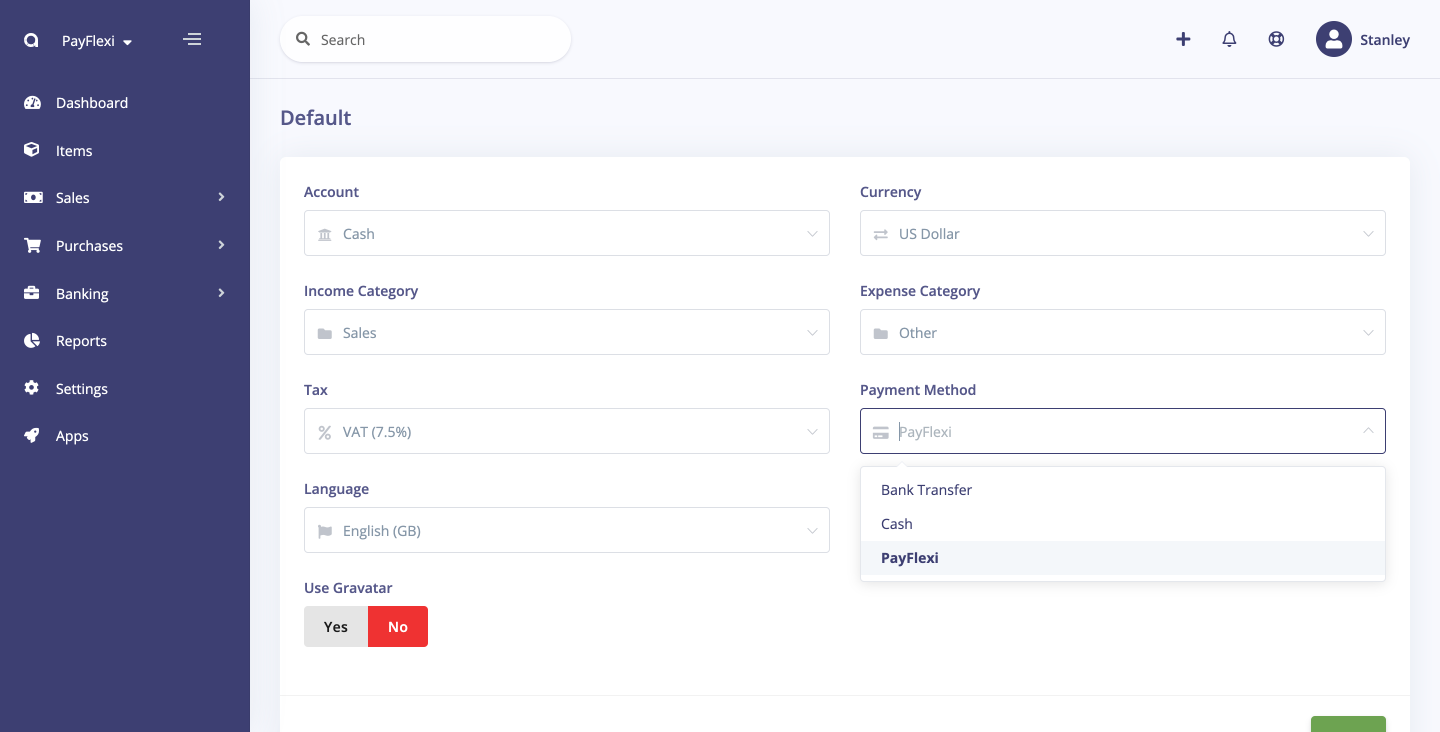 PayFlexi
Search
Stanley
Dashboard
Items
Sales
Purchases
Banking
Reports
Settings
Apps
Default
Account
Cash
Currency
US Dollar
Income Category
Sales
Expense Category
Other
Tax
VAT (7.5%)
Payment Method
PayFlexi
Bank Transfer
Cash
PayFlexi
Language
English (GB)
Use Gravatar
Yes No